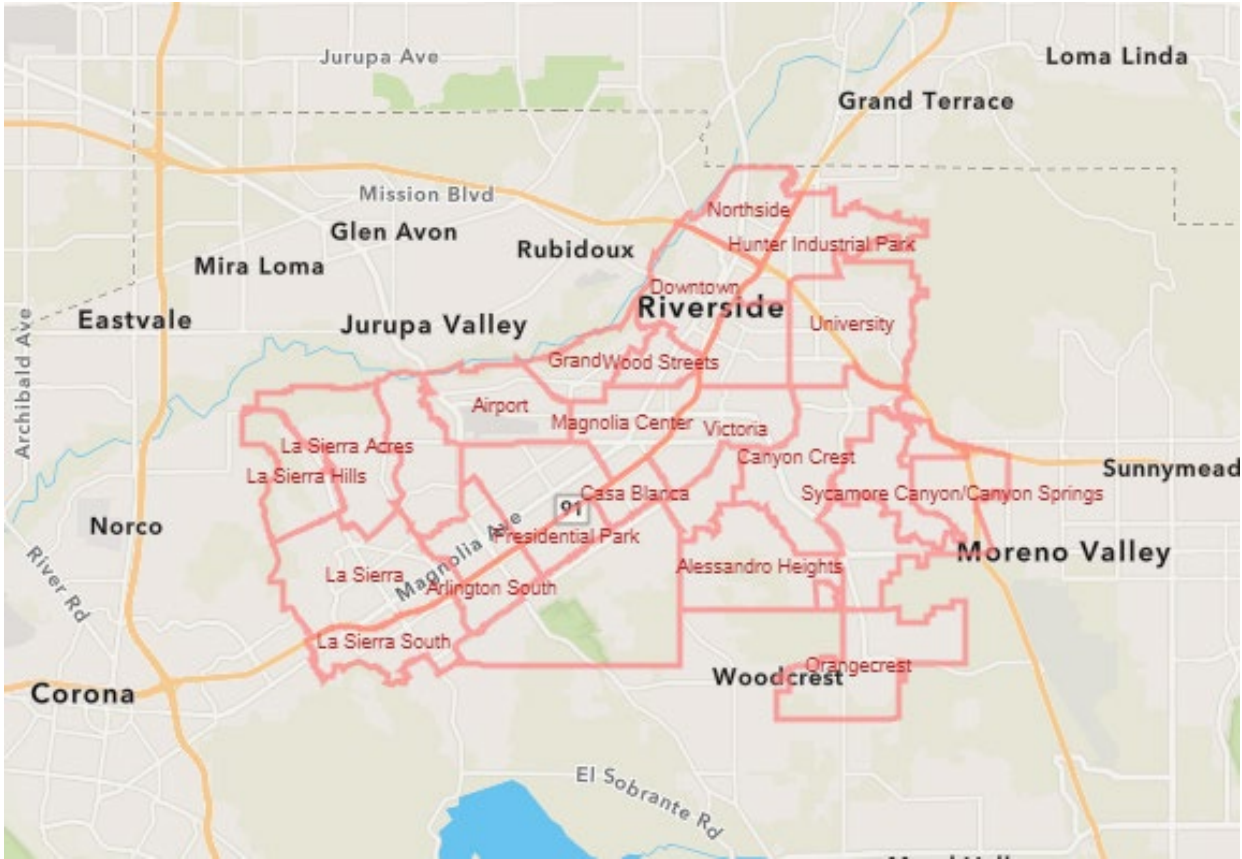 Jurupa Ave
Loma Linda
Grand Terrace
Mission Blvd
Northside
Glen Avon
Rubidoux
Hunter Industrial Park
Mira Loma
Downtown
Riverside
Eastvale
Jurupa Valley
University
Archibald Ave
Grand
Wood Streets
Airport
Magnolia Center
Victoria
La Sierra Acres
Canyon Crest
La Sierra Hills
Sunnymead
Casa Blanca
Sycamore Canyon/Canyon Springs
91
Norco
Presidential Park
Magnolia Ave
Moreno Valley
River Rd
La Sierra
Alessandro Heights
Arlington South
La Sierra South
Orangecrest
Woodcrest
Corona
El Sobrante Rd